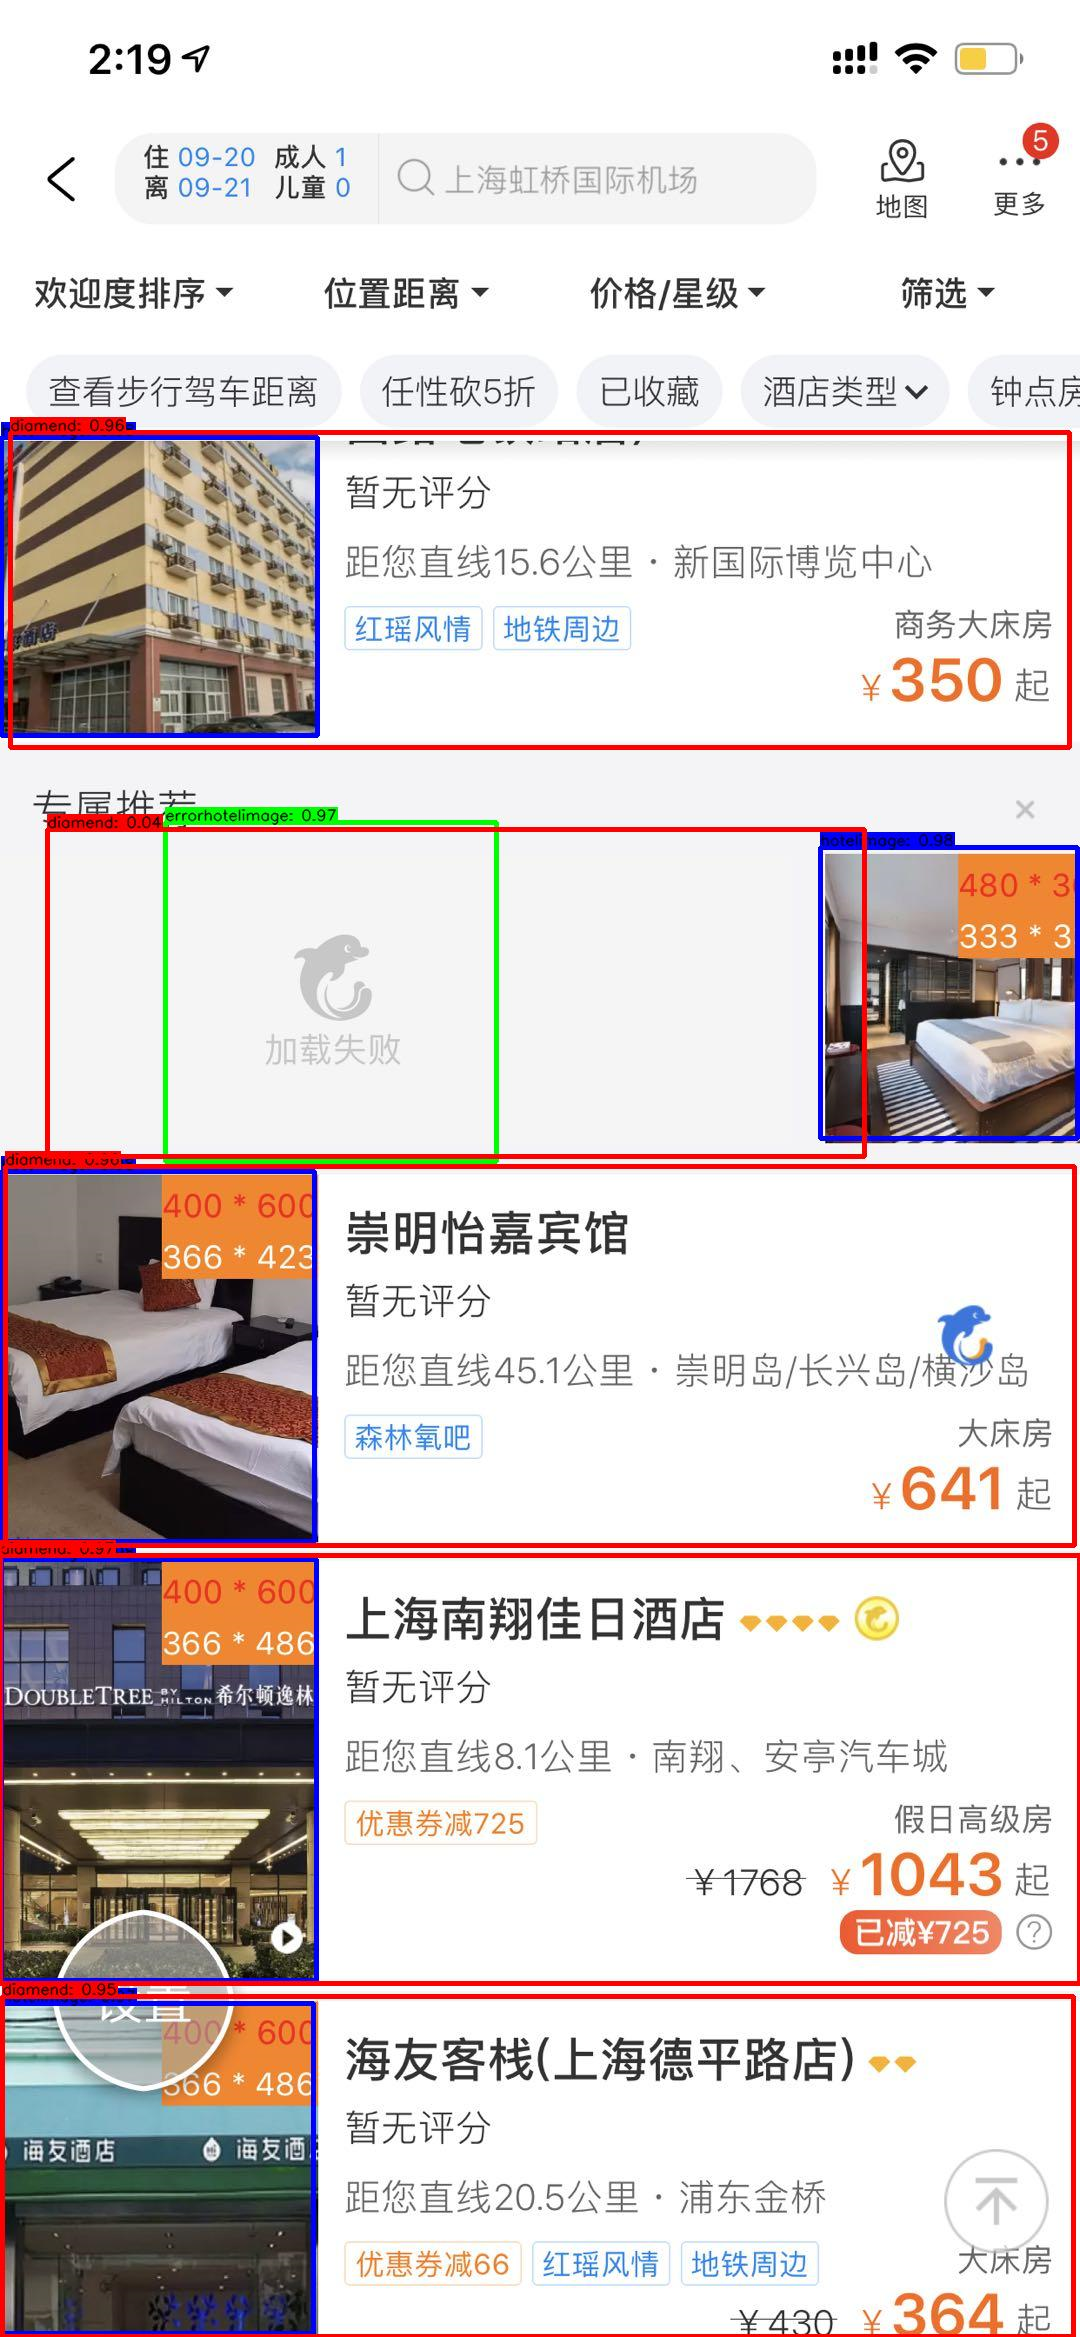 2:19
住 09-20 成人 1
离 09-21 儿童 0
上海虹桥国际机场
地图
5
更多
欢迎度排序
位置距离
价格/星级
筛选
查看步行驾车距离
任性砍5折
已收藏
酒店类型
钟点房
diamend: 0.96
暂无评分
距您直线15.6公里 · 新国际博览中心
红瑶风情 地铁周边
商务大床房
¥350 起
专属推荐
×
diamend: 0.04
errorhotelimage: 0.97
hotelimage: 0.98
480 * 3
333 * 3
加载失败
diamend: 0.96
400 * 600
366 * 423
崇明怡嘉宾馆
暂无评分
距您直线45.1公里 · 崇明岛/长兴岛/横沙岛
森林氧吧
大床房
¥641 起
diamend: 0.97
400 * 600
366 * 486
DOUBLETREE BY HILTON 希尔顿逸林
上海南翔佳日酒店
暂无评分
距您直线8.1公里 · 南翔、安亭汽车城
优惠券减725
假日高级房
¥1768 ¥1043 起
已减¥725 ?
diamend: 0.95
设置
400 * 600
366 * 486
海友酒店
海友酒
海友客栈(上海德平路店)
暂无评分
距您直线20.5公里 · 浦东金桥
优惠券减66 红瑶风情 地铁周边
大床房
¥430 ¥364 起